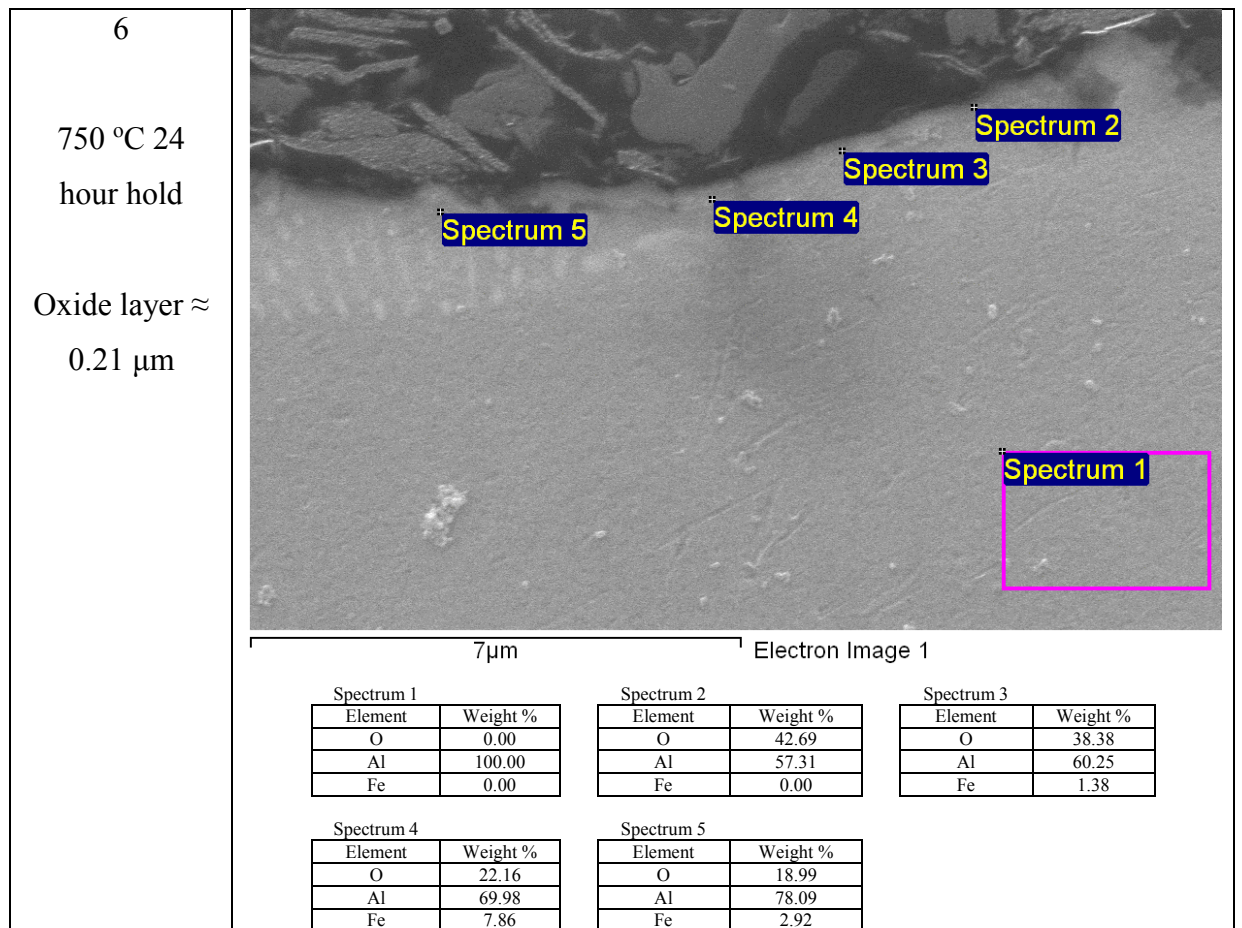 6
750 ºC 24
hour hold
Oxide layer ≈
0.21 μm
Spectrum 2
Spectrum 3
Spectrum 4
Spectrum 5
Spectrum 1
7μm Electron Image 1
Spectrum 1
Element Weight %
O 0.00
Al 100.00
Fe 0.00
Spectrum 2
Element Weight %
O 42.69
Al 57.31
Fe 0.00
Spectrum 3
Element Weight %
O 38.38
Al 60.25
Fe 1.38
Spectrum 4
Element Weight %
O 22.16
Al 69.98
Fe 7.86
Spectrum 5
Element Weight %
O 18.99
Al 78.09
Fe 2.92